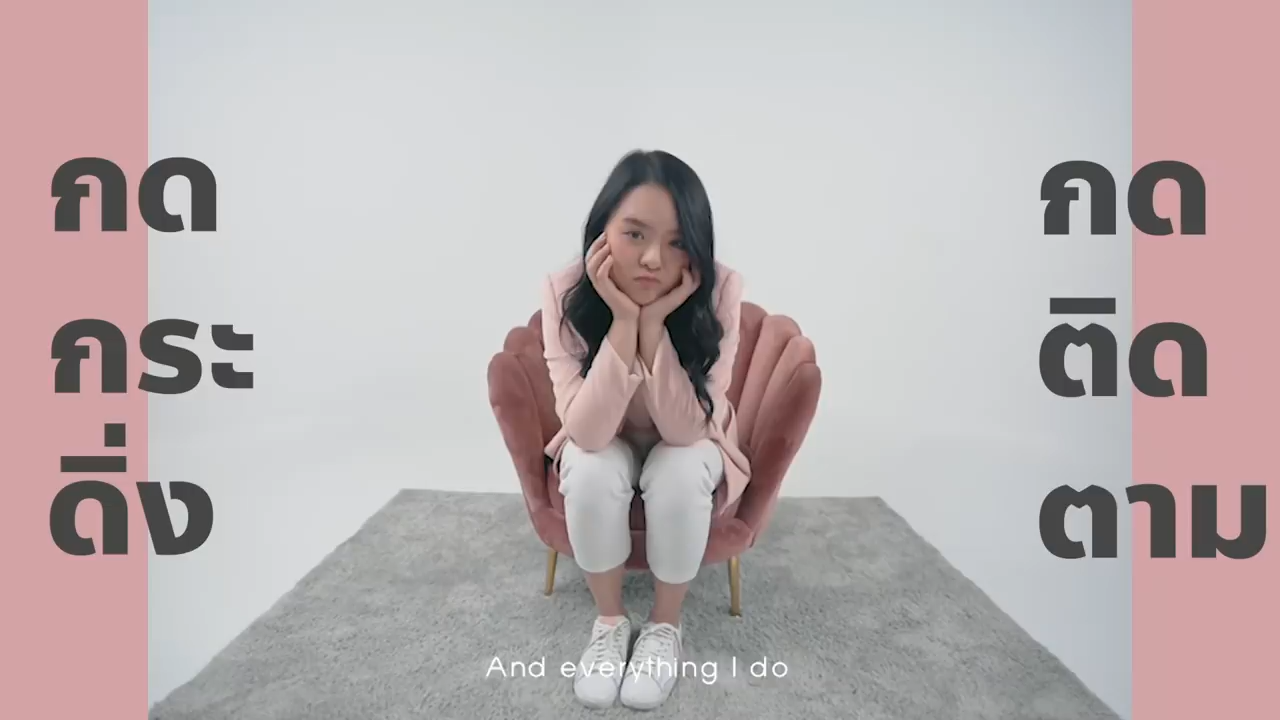 กด
กระ
ดิ่ง
กด
ติด
ตาม
And everything I do